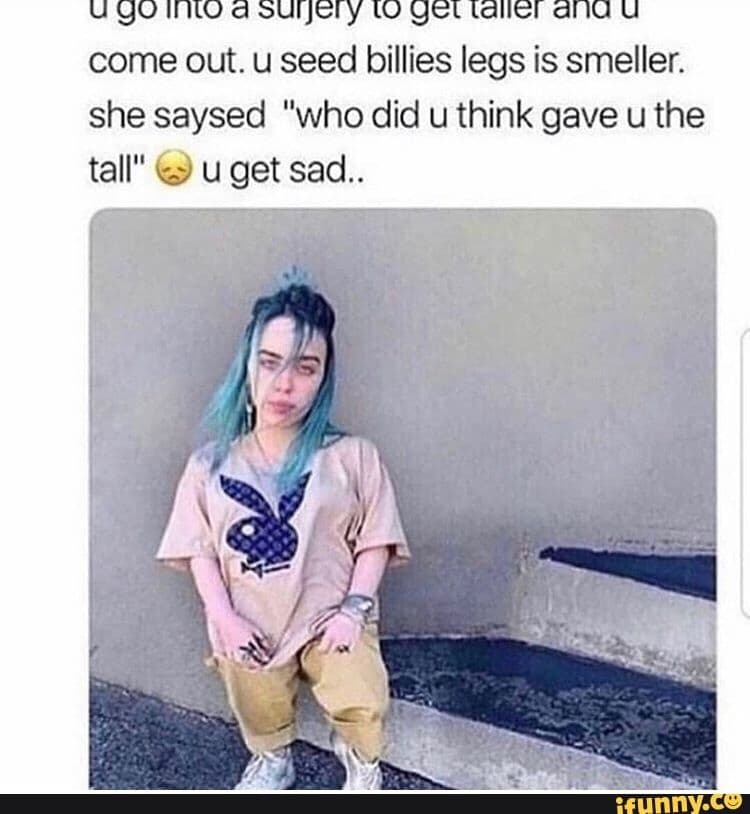 u go into a surjery to get taller and u
come out. u seed billies legs is smeller.
she saysed "who did u think gave u the
tall" 😞 u get sad..
ifunny.co